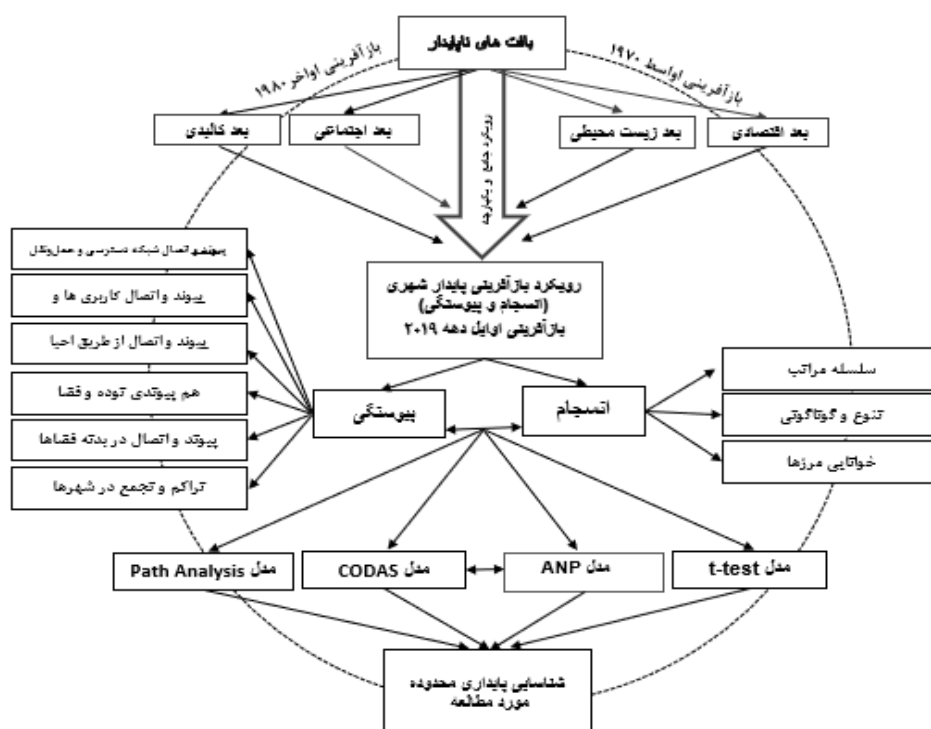 بافت های ناپایدار
بازآفرینی اواسط ۱۹۷۰
بازآفرینی اواخر ۱۹۸۰
بعد اقتصادی
بعد زیست محیطی
بعد اجتماعی
بعد کالبدی
رویکرد جامع و یکپارچه
رویکرد بازآفرینی پایدار شهری
(انسجام و پیوستگی)
بازآفرینی اوایل دهه ۲۰۱۹
انسجام
پیوستگی
سلسله مراتب
تنوع و گوناگونی
خوانایی مرزها
پیوند و اتصال شبکه دسترسی و حمل‌ونقل
پیوند و اتصال کاربری ها و
پیوند و اتصال از طریق احیا
هم پیوندی توده و فضا
پیوند و اتصال در بدنه فضاها
تراکم و تجمع در شهرها
مدل t-test
مدل ANP
مدل CODAS
مدل Path Analysis
شناسایی پایداری محدوده
مورد مطالعه